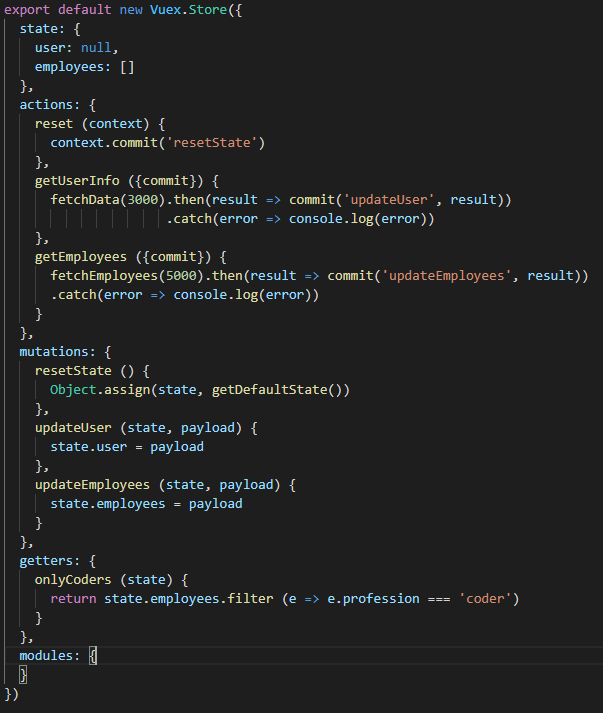 export default new Vuex.Store({
  state: {
    user: null,
    employees: []
  },
  actions: {
    reset (context) {
      context.commit('resetState')
    },
    getUserInfo ({commit}) {
      fetchData(3000).then(result => commit('updateUser', result))
                     .catch(error => console.log(error))
    },
    getEmployees ({commit}) {
      fetchEmployees(5000).then(result => commit('updateEmployees', result))
      .catch(error => console.log(error))
    }
  },
  mutations: {
    resetState () {
      Object.assign(state, getDefaultState())
    },
    updateUser (state, payload) {
      state.user = payload
    },
    updateEmployees (state, payload) {
      state.employees = payload
    }
  },
  getters: {
    onlyCoders (state) {
      return state.employees.filter (e => e.profession === 'coder')
    }
  },
  modules: {
  }
})